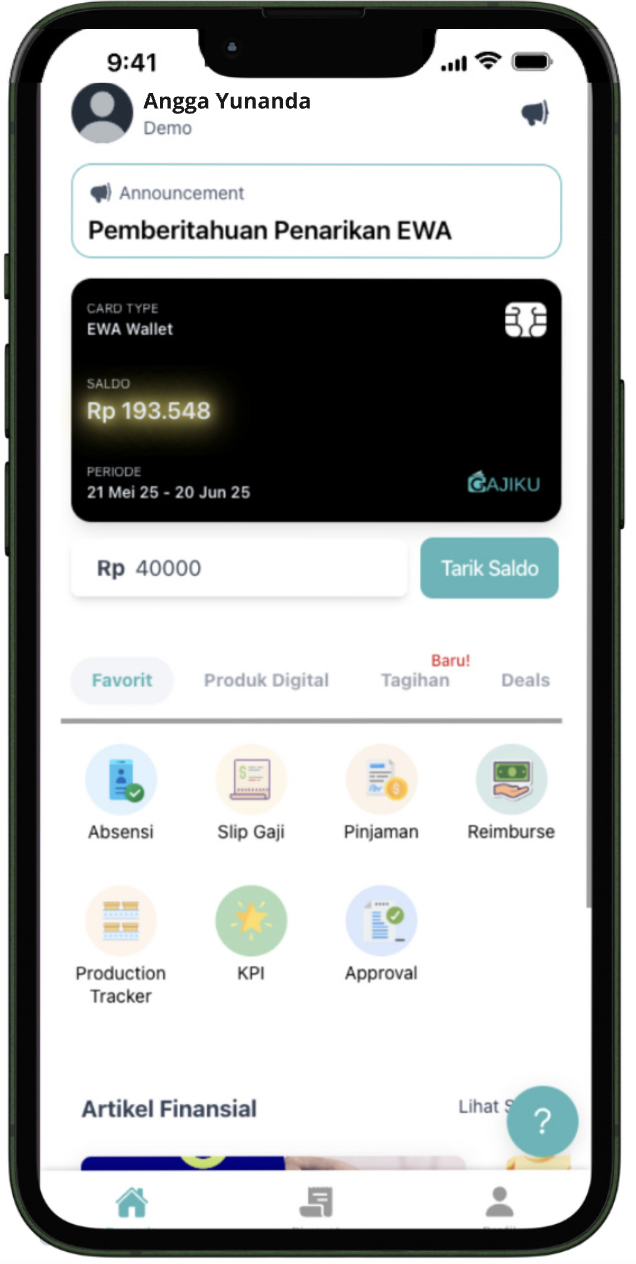 9:41
Angga Yunanda
Demo
Announcement
Pemberitahuan Penarikan EWA
CARD TYPE
EWA Wallet
SALDO
Rp 193.548
PERIODE
21 Mei 25 - 20 Jun 25
GAJIKU
Rp 40000
Tarik Saldo
Baru!
Favorit Produk Digital Tagihan Deals
Absensi Slip Gaji Pinjaman Reimburse
Production KPI Approval
Tracker
Artikel Finansial Lihat
?